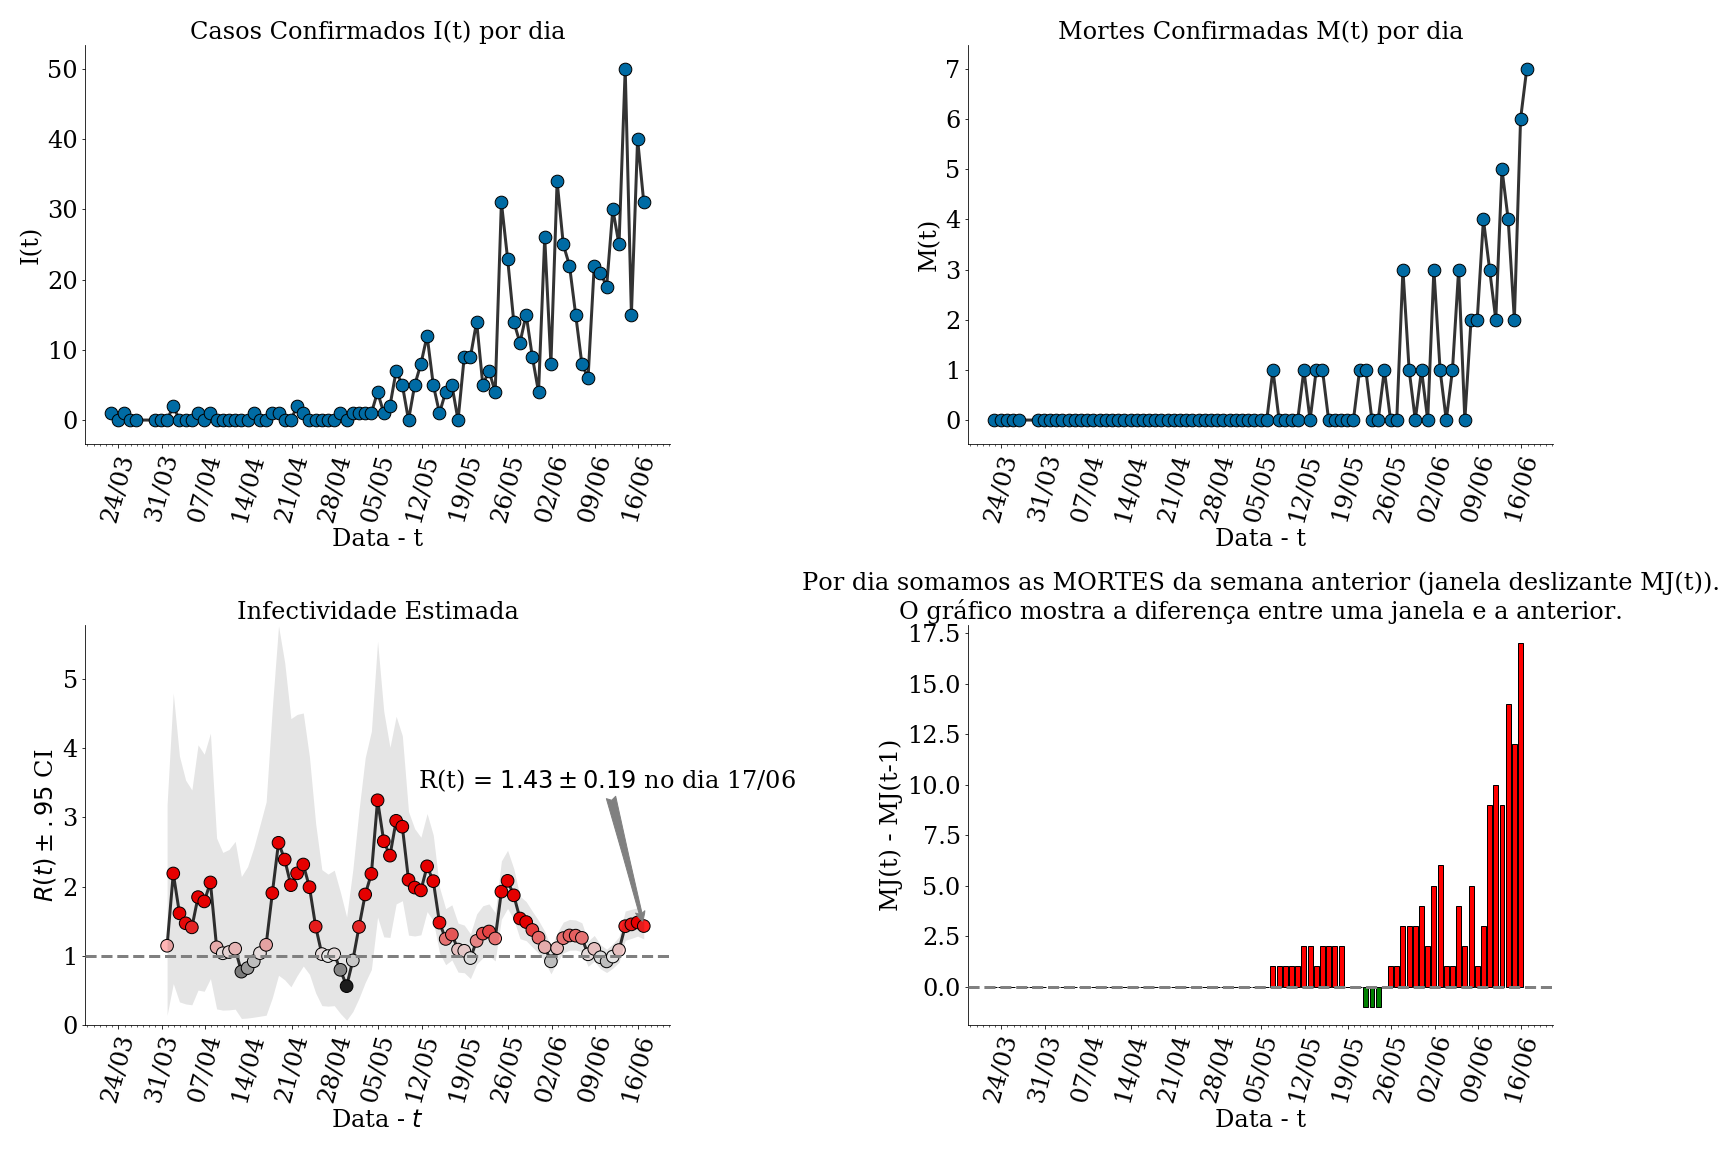 Casos Confirmados I(t) por dia
I(t)
50
40
30
20
10
0
24/03 31/03 07/04 14/04 21/04 28/04 05/05 12/05 19/05 26/05 02/06 09/06 16/06
Data - t
Mortes Confirmadas M(t) por dia
M(t)
7
6
5
4
3
2
1
0
24/03 31/03 07/04 14/04 21/04 28/04 05/05 12/05 19/05 26/05 02/06 09/06 16/06
Data - t
Infectividade Estimada
R(t) ± .95 CI
5
4
3
2
1
0
R(t) = 1.43 ± 0.19 no dia 17/06
24/03 31/03 07/04 14/04 21/04 28/04 05/05 12/05 19/05 26/05 02/06 09/06 16/06
Data - t
Por dia somamos as MORTES da semana anterior (janela deslizante MJ(t)).
O gráfico mostra a diferença entre uma janela e a anterior.
MJ(t) - MJ(t-1)
17.5
15.0
12.5
10.0
7.5
5.0
2.5
0.0
24/03 31/03 07/04 14/04 21/04 28/04 05/05 12/05 19/05 26/05 02/06 09/06 16/06
Data - t